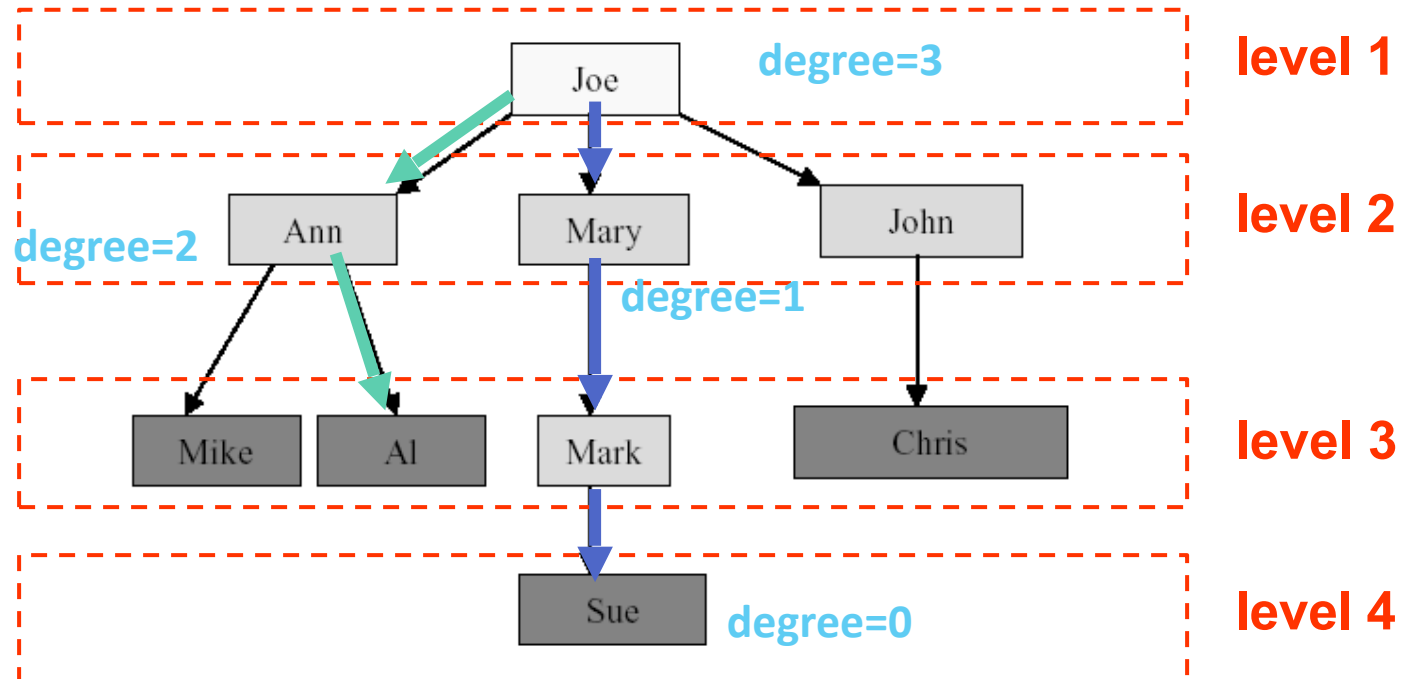 Joe
degree=3
level 1
Ann
Mary
John
level 2
degree=2
degree=1
Mike
Al
Mark
Chris
level 3
Sue
degree=0
level 4